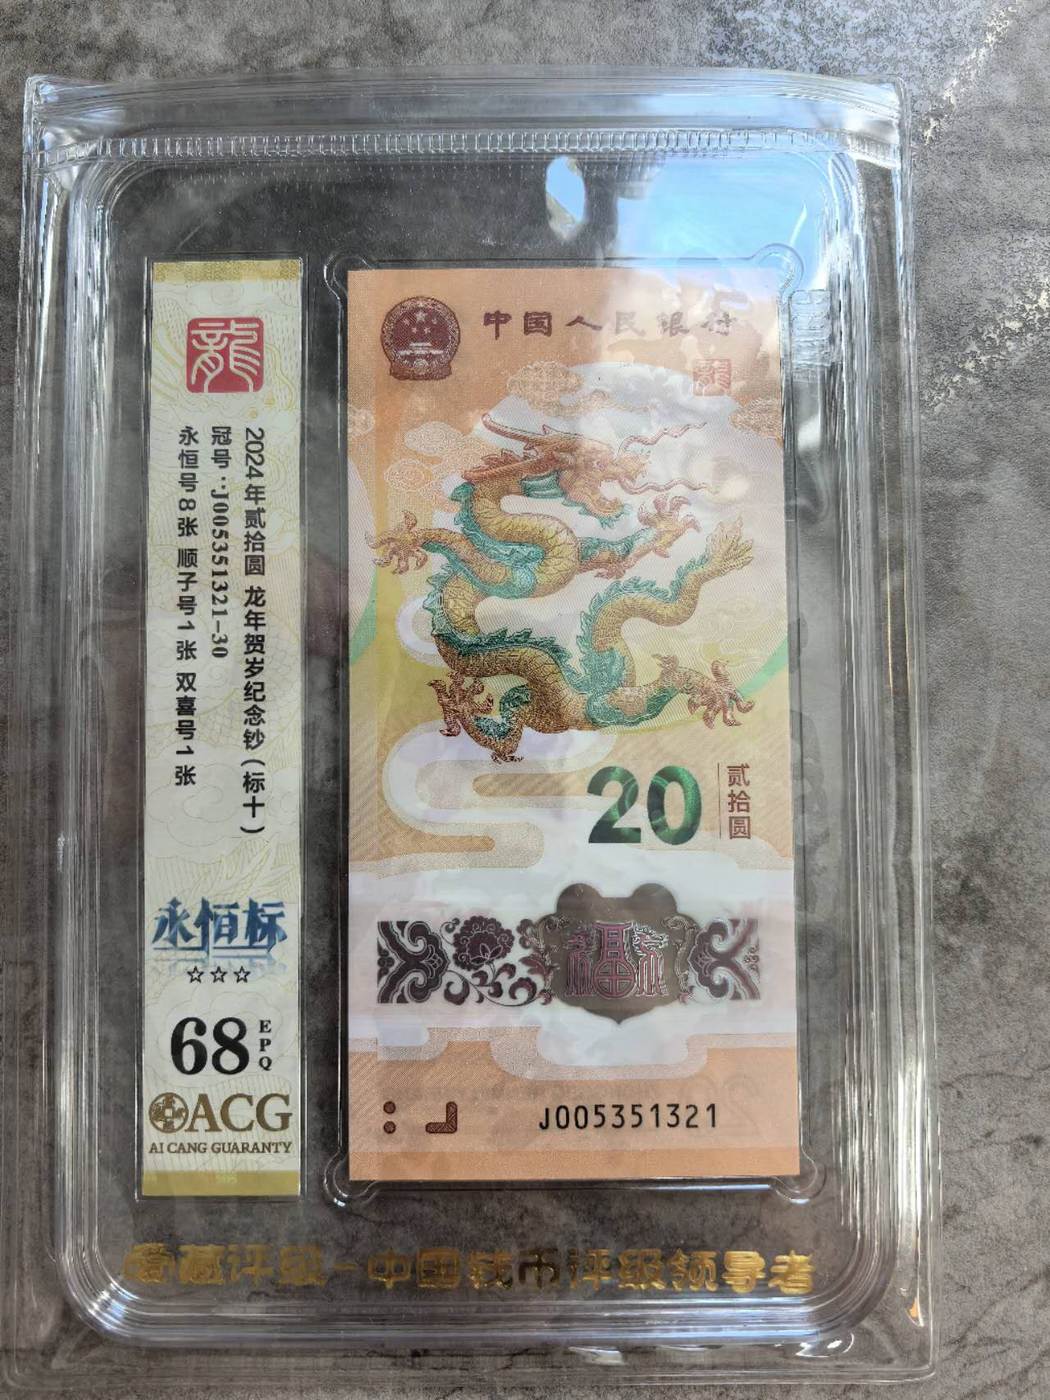 龍
2024年贰拾圆 龙年贺岁纪念钞(标十)
冠号:J005351321-30
永恒号8张 顺子号1张 双喜号1张
永恒标
☆☆☆
68
EPQ
ACG
AI CANG GUARANTY
中国人民银行
龍
20
贰拾圆
福
J005351321
爱藏评级-中国钱币评级领导者